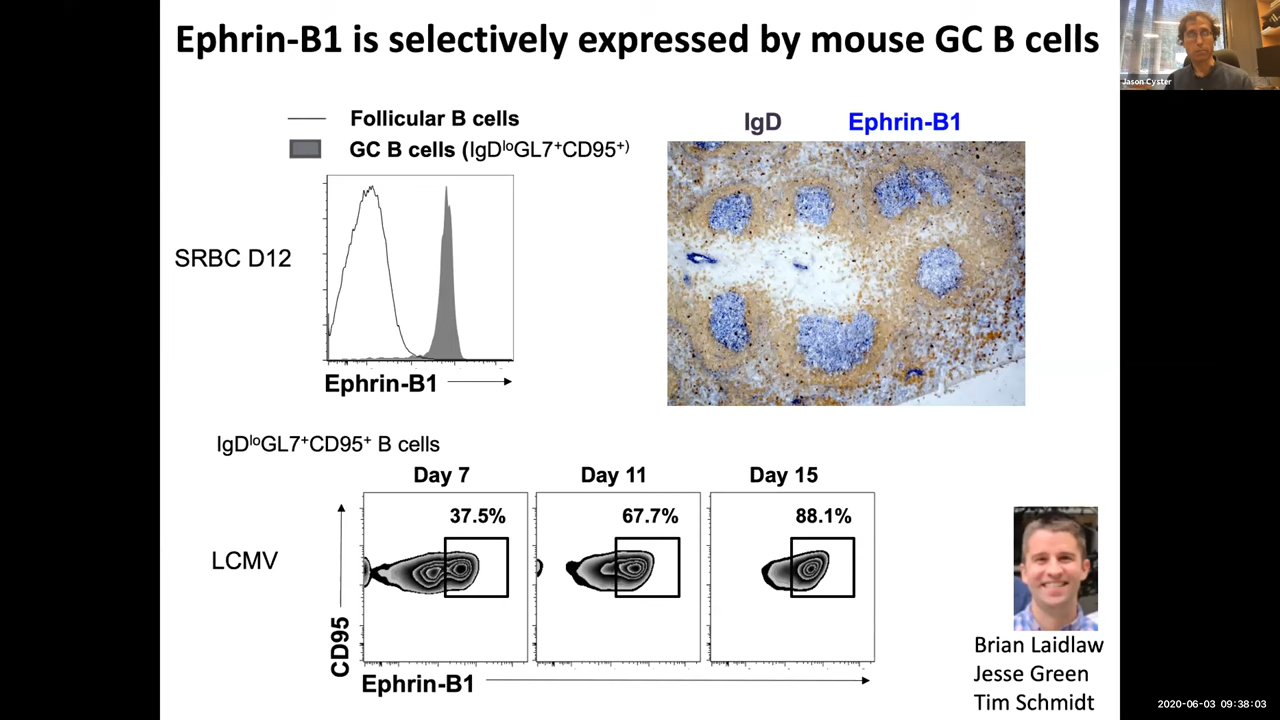 Ephrin-B1 is selectively expressed by mouse GC B cells
Jason Cyster
Follicular B cells
GC B cells (IgDˡᵒGL7⁺CD95⁺⁾
IgD Ephrin-B1
SRBC D12
Ephrin-B1
IgDˡᵒGL7⁺CD95⁺ B cells
Day 7 Day 11 Day 15
37.5% 67.7% 88.1%
LCMV
CD95
Ephrin-B1
Brian Laidlaw
Jesse Green
Tim Schmidt
2020-06-03 09:38:03